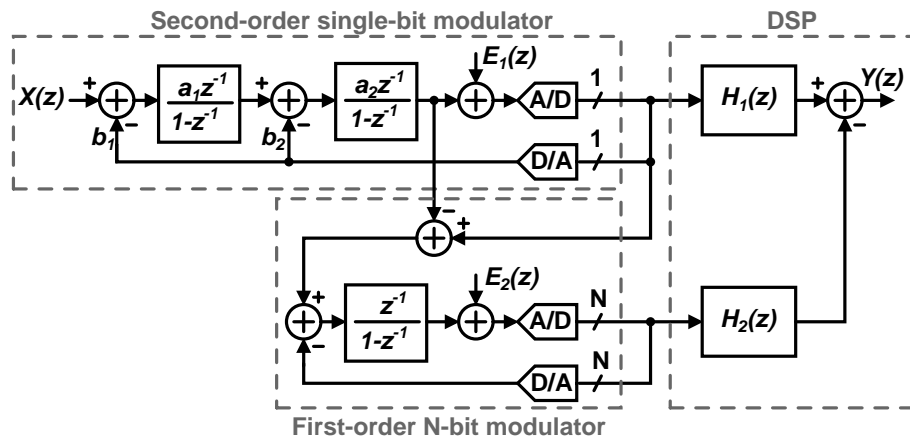 Second-order single-bit modulator
DSP
X(z)
+
−
b₁
a₁z⁻¹
1-z⁻¹
+
−
b₂
a₂z⁻¹
1-z⁻¹
E₁(z)
A/D
1
D/A
1
H₁(z)
+
−
Y(z)
−
+
+
−
z⁻¹
1-z⁻¹
E₂(z)
A/D
N
D/A
N
H₂(z)
First-order N-bit modulator